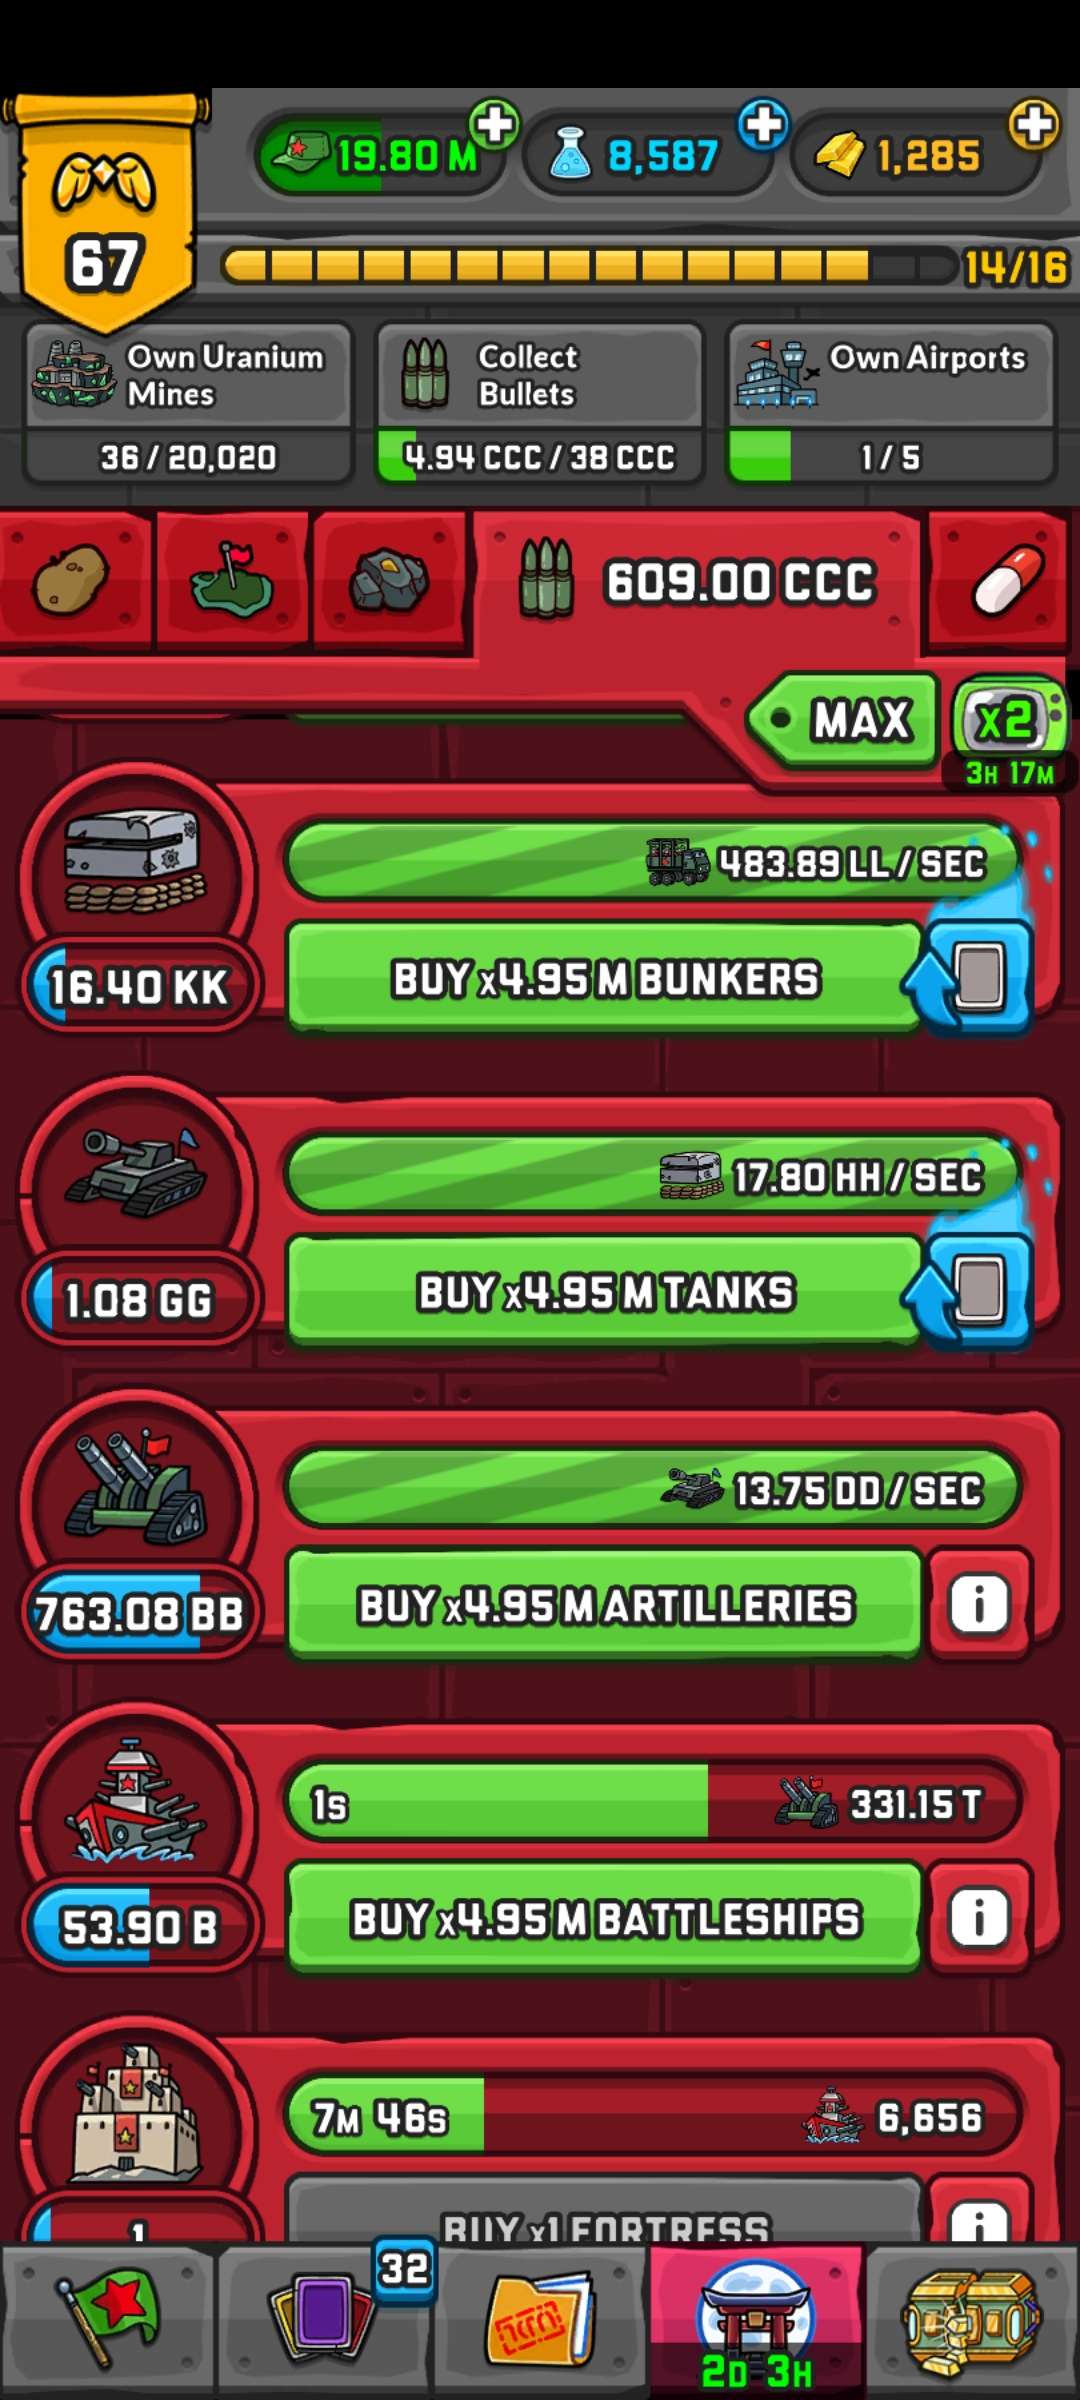 19.80 M
8,587
1,285
67
14/16
Own Uranium
Mines
36 / 20,020
Collect
Bullets
4.94 CCC / 38 CCC
Own Airports
1 / 5
609.00 CCC
MAX
x2
3H 17M
483.89 LL / SEC
16.40 KK
BUY x4.95 M BUNKERS
17.80 HH / SEC
1.08 GG
BUY x4.95 M TANKS
13.75 DD / SEC
763.08 BB
BUY x4.95 M ARTILLERIES
i
1s
331.15 T
53.90 B
BUY x4.95 M BATTLESHIPS
i
7M 46s
6,656
1
BUY x1 FORTRESS
i
32
2D 3H